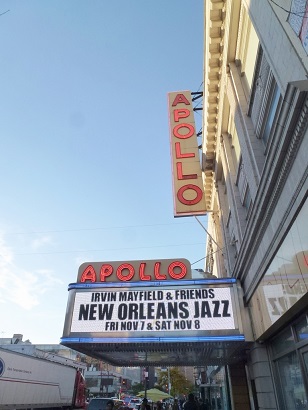 APOLLO
APOLLO
IRVIN MAYFIELD & FRIENDS
NEW ORLEANS JAZZ
FRI NOV 7 & SAT NOV 8